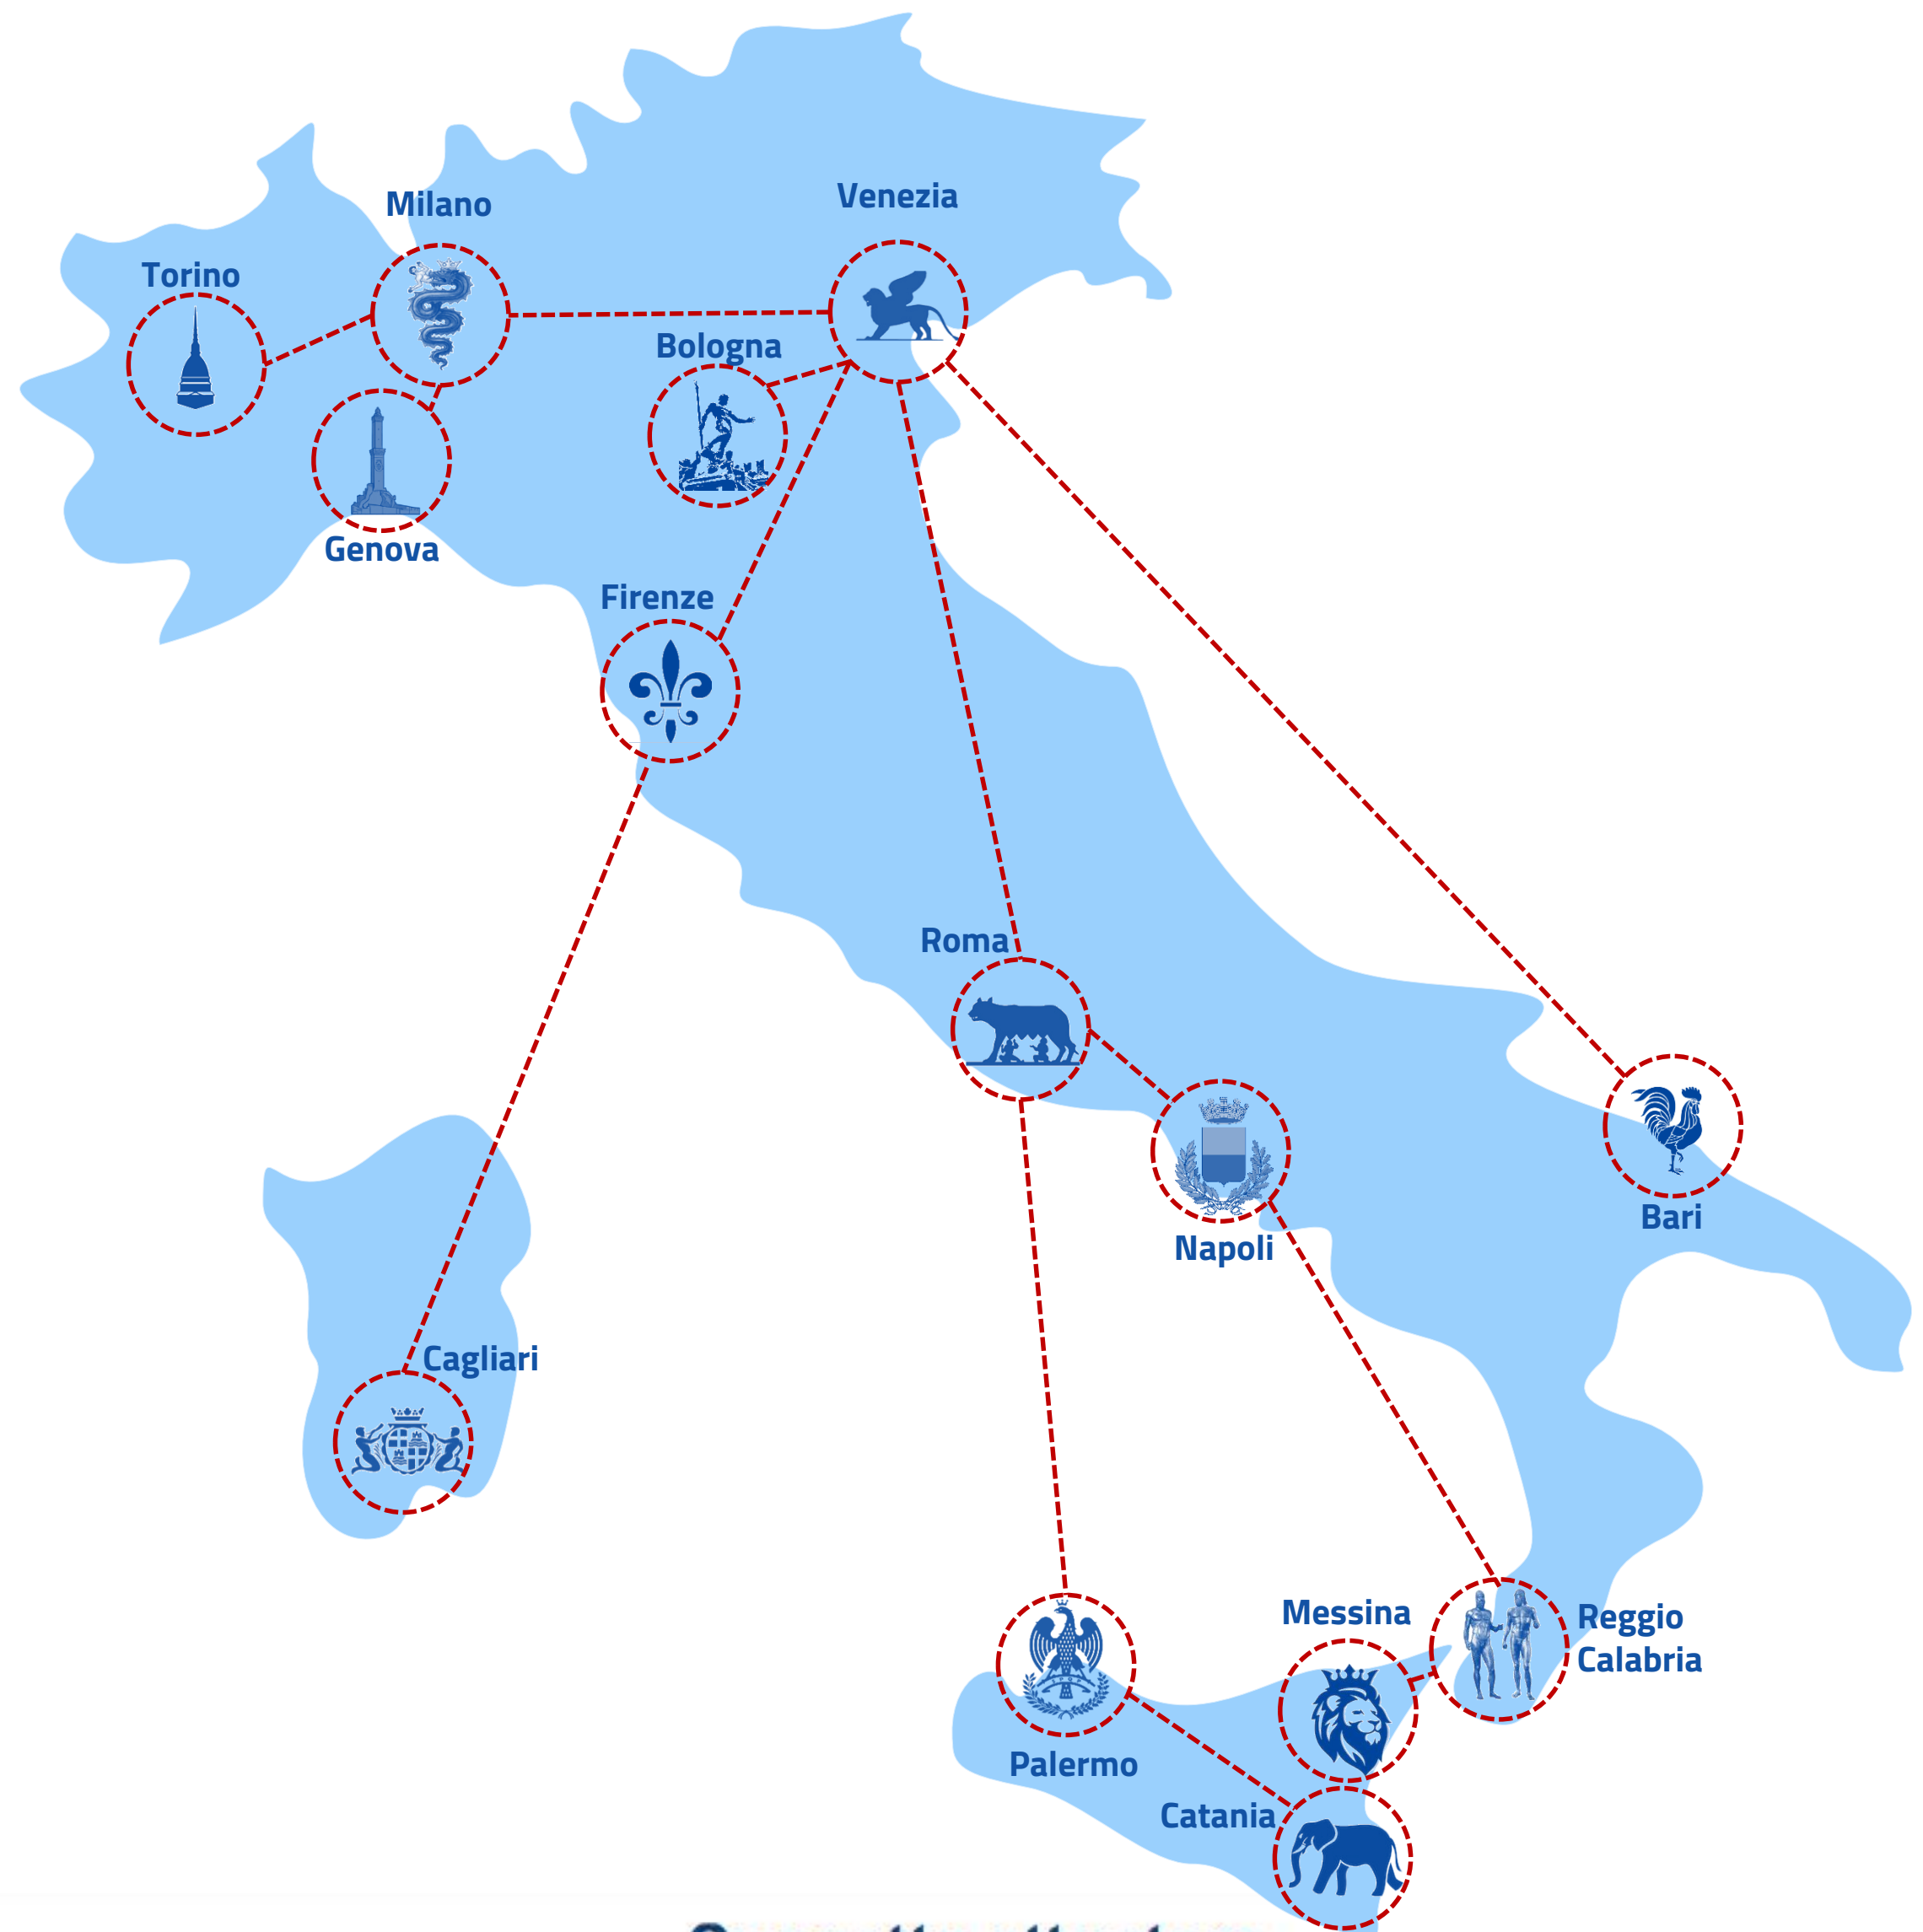 Venezia
Milano
Torino
Bologna
Genova
Firenze
Roma
Bari
Napoli
Cagliari
Messina
Reggio
Calabria
Palermo
Catania